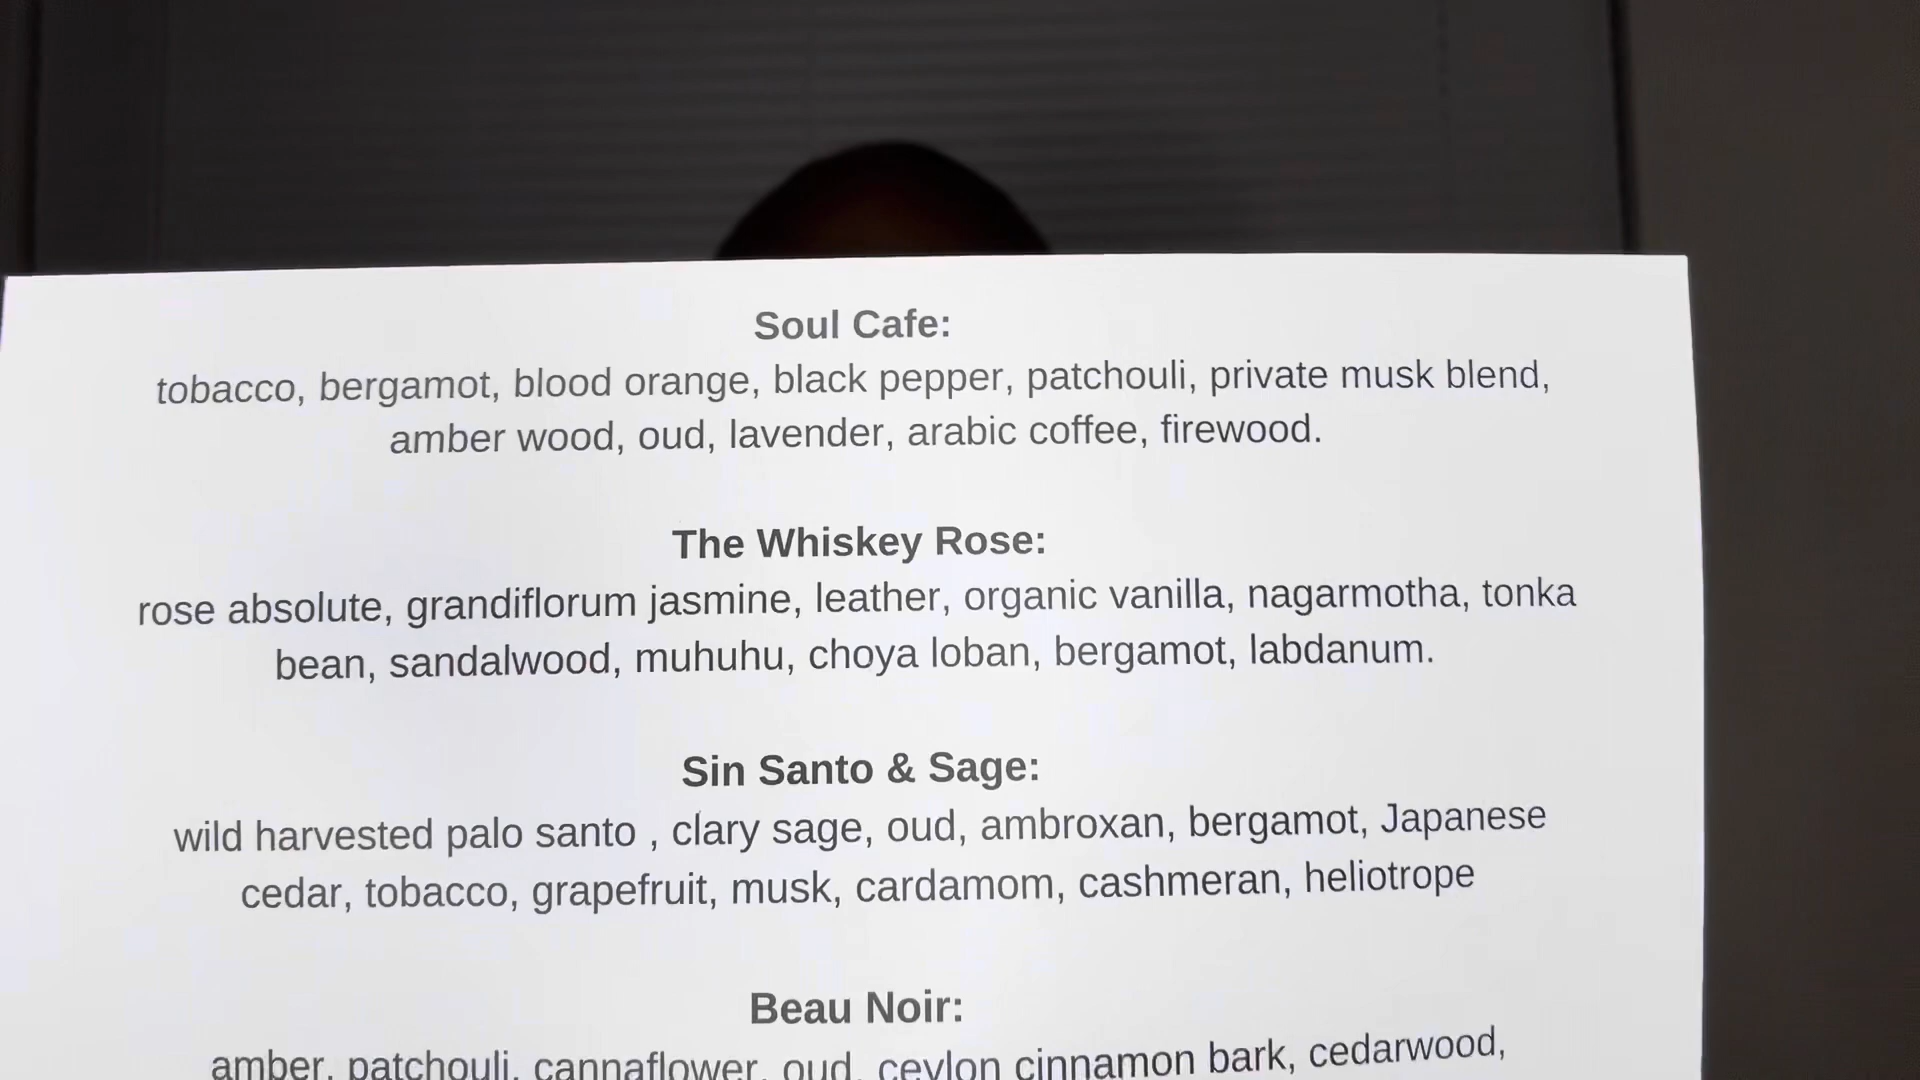 Soul Cafe:
tobacco, bergamot, blood orange, black pepper, patchouli, private musk blend,
amber wood, oud, lavender, arabic coffee, firewood.
The Whiskey Rose:
rose absolute, grandiflorum jasmine, leather, organic vanilla, nagarmotha, tonka
bean, sandalwood, muhuhu, choya loban, bergamot, labdanum.
Sin Santo & Sage:
wild harvested palo santo , clary sage, oud, ambroxan, bergamot, Japanese
cedar, tobacco, grapefruit, musk, cardamom, cashmeran, heliotrope
Beau Noir:
amber, patchouli, cannaflower, oud, ceylon cinnamon bark, cedarwood,